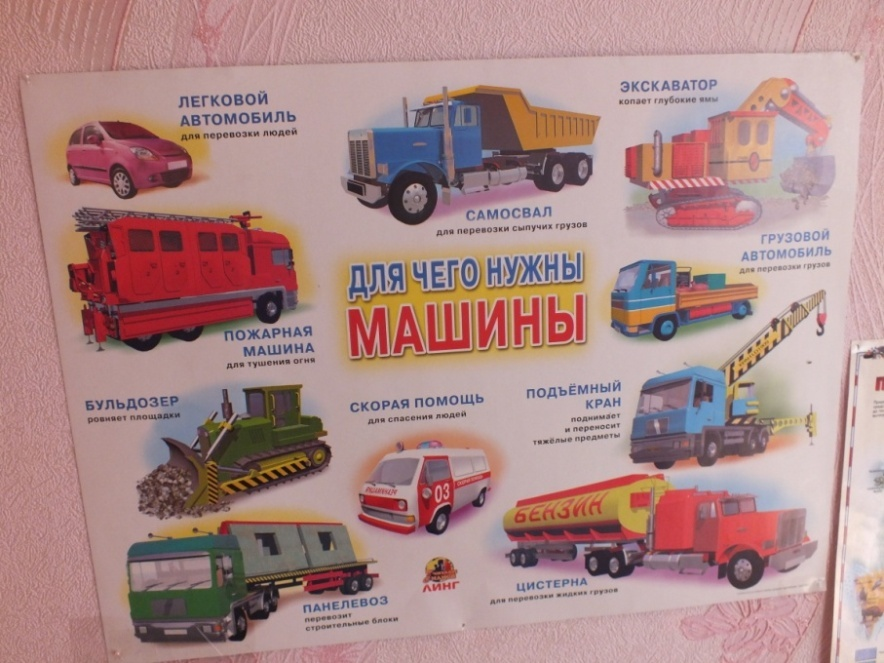 ЛЕГКОВОЙ
АВТОМОБИЛЬ
для перевозки людей
САМОСВАЛ
для перевозки сыпучих грузов
ЭКСКАВАТОР
копает глубокие ямы
ПОЖАРНАЯ
МАШИНА
для тушения огня
ДЛЯ ЧЕГО НУЖНЫ
МАШИНЫ
ГРУЗОВОЙ
АВТОМОБИЛЬ
для перевозки грузов
БУЛЬДОЗЕР
ровняет площадки
СКОРАЯ ПОМОЩЬ
для спасения людей
03
ПОДЪЁМНЫЙ
КРАН
поднимает
и переносит
тяжёлые предметы
ПАНЕЛЕВОЗ
перевозит
строительные блоки
ЛИНГ
БЕНЗИН
ЦИСТЕРНА
для перевозки жидких грузов